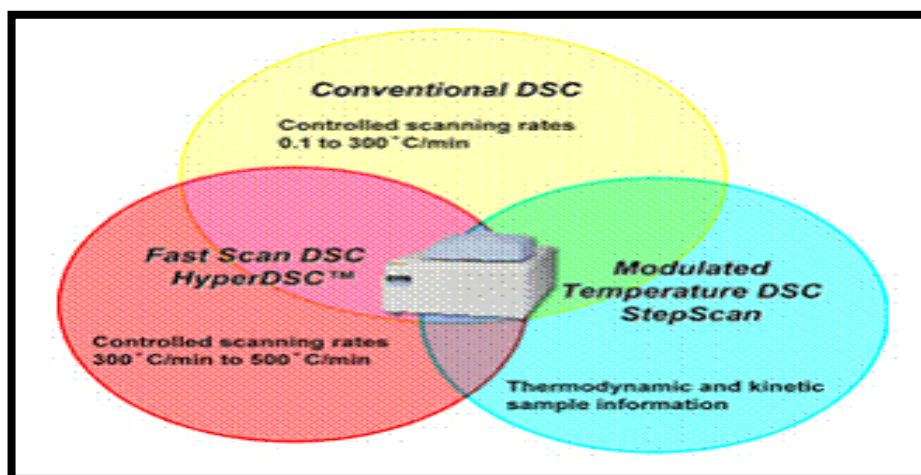 Conventional DSC
Controlled scanning rates
0.1 to 300˚C/min
Fast Scan DSC
HyperDSC™
Controlled scanning rates
300˚C/min to 500˚C/min
Modulated
Temperature DSC
StepScan
Thermodynamic and kinetic
sample information